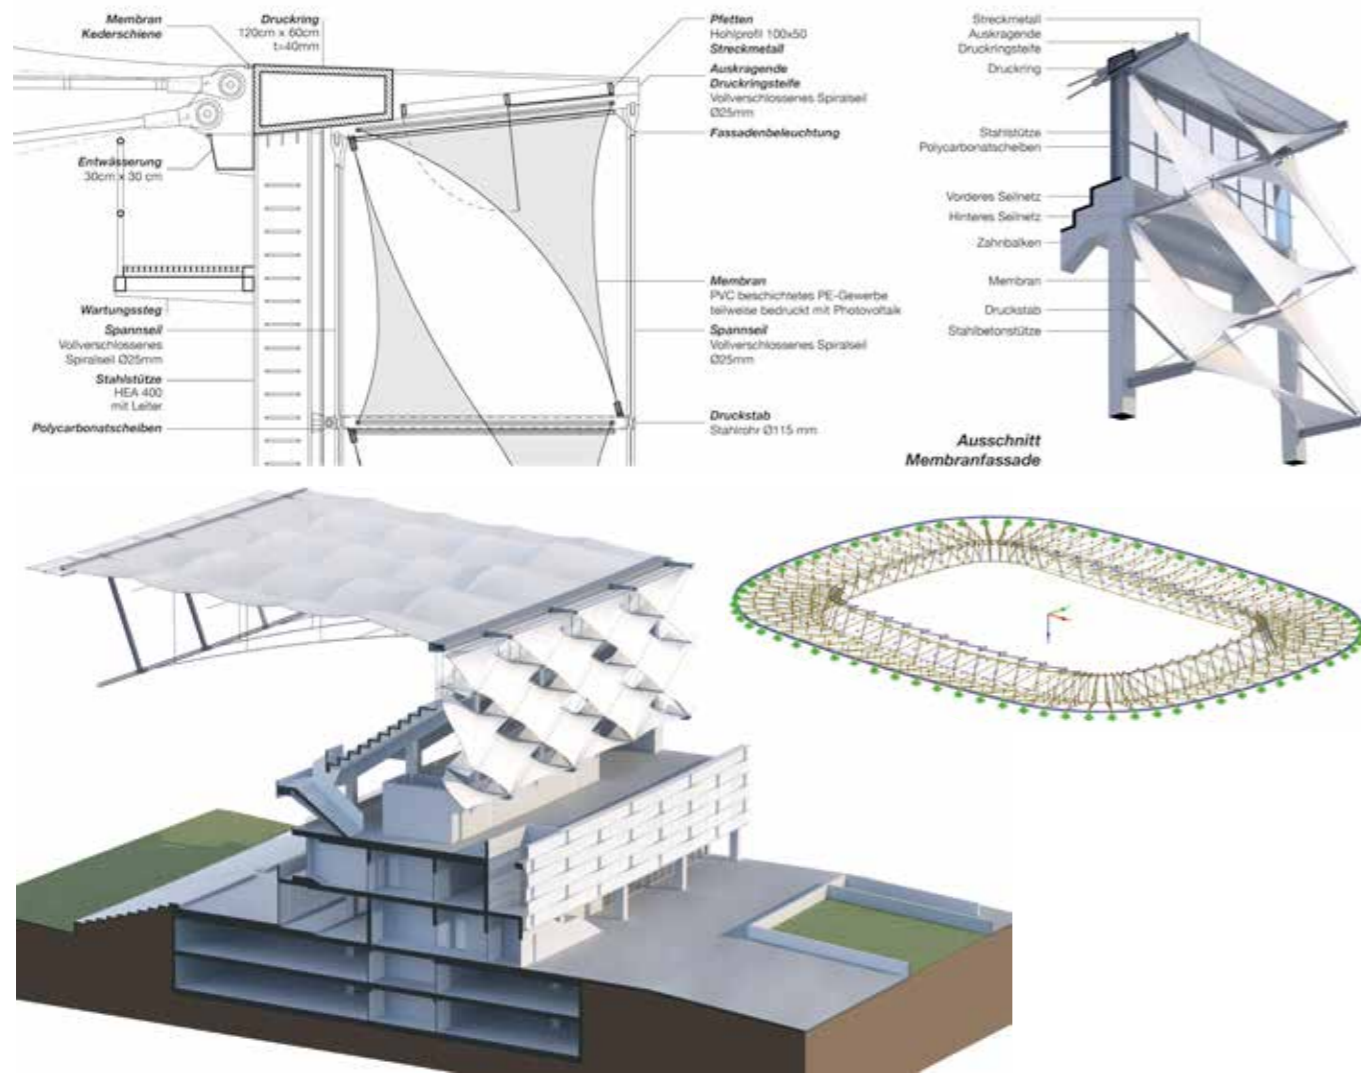 Membran
Kederschiene
Druckring
120cm x 60cm
t=40mm
Entwässerung
30cm x 30 cm
Wartungssteg
Spannseil
Vollverschlossenes
Spiralseil Ø25mm
Stahlstütze
HEA 400
mit Leiter
Polycarbonatscheiben
Pfetten
Hohlprofil 100x50
Streckmetall
Auskragende
Druckringsteife
Vollverschlossenes Spiralseil
Ø25mm
Fassadenbeleuchtung
Membran
PVC beschichtetes PE-Gewerbe
teilweise bedruckt mit Photovoltaik
Spannseil
Vollverschlossenes Spiralseil
Ø25mm
Druckstab
Stahlrohr Ø115 mm
Streckmetall
Auskragende
Druckringsteife
Druckring
Stahlstütze
Polycarbonatscheiben
Vorderes Seilnetz
Hinteres Seilnetz
Zahnbalken
Membran
Druckstab
Stahlbetonstütze
Ausschnitt
Membranfassade